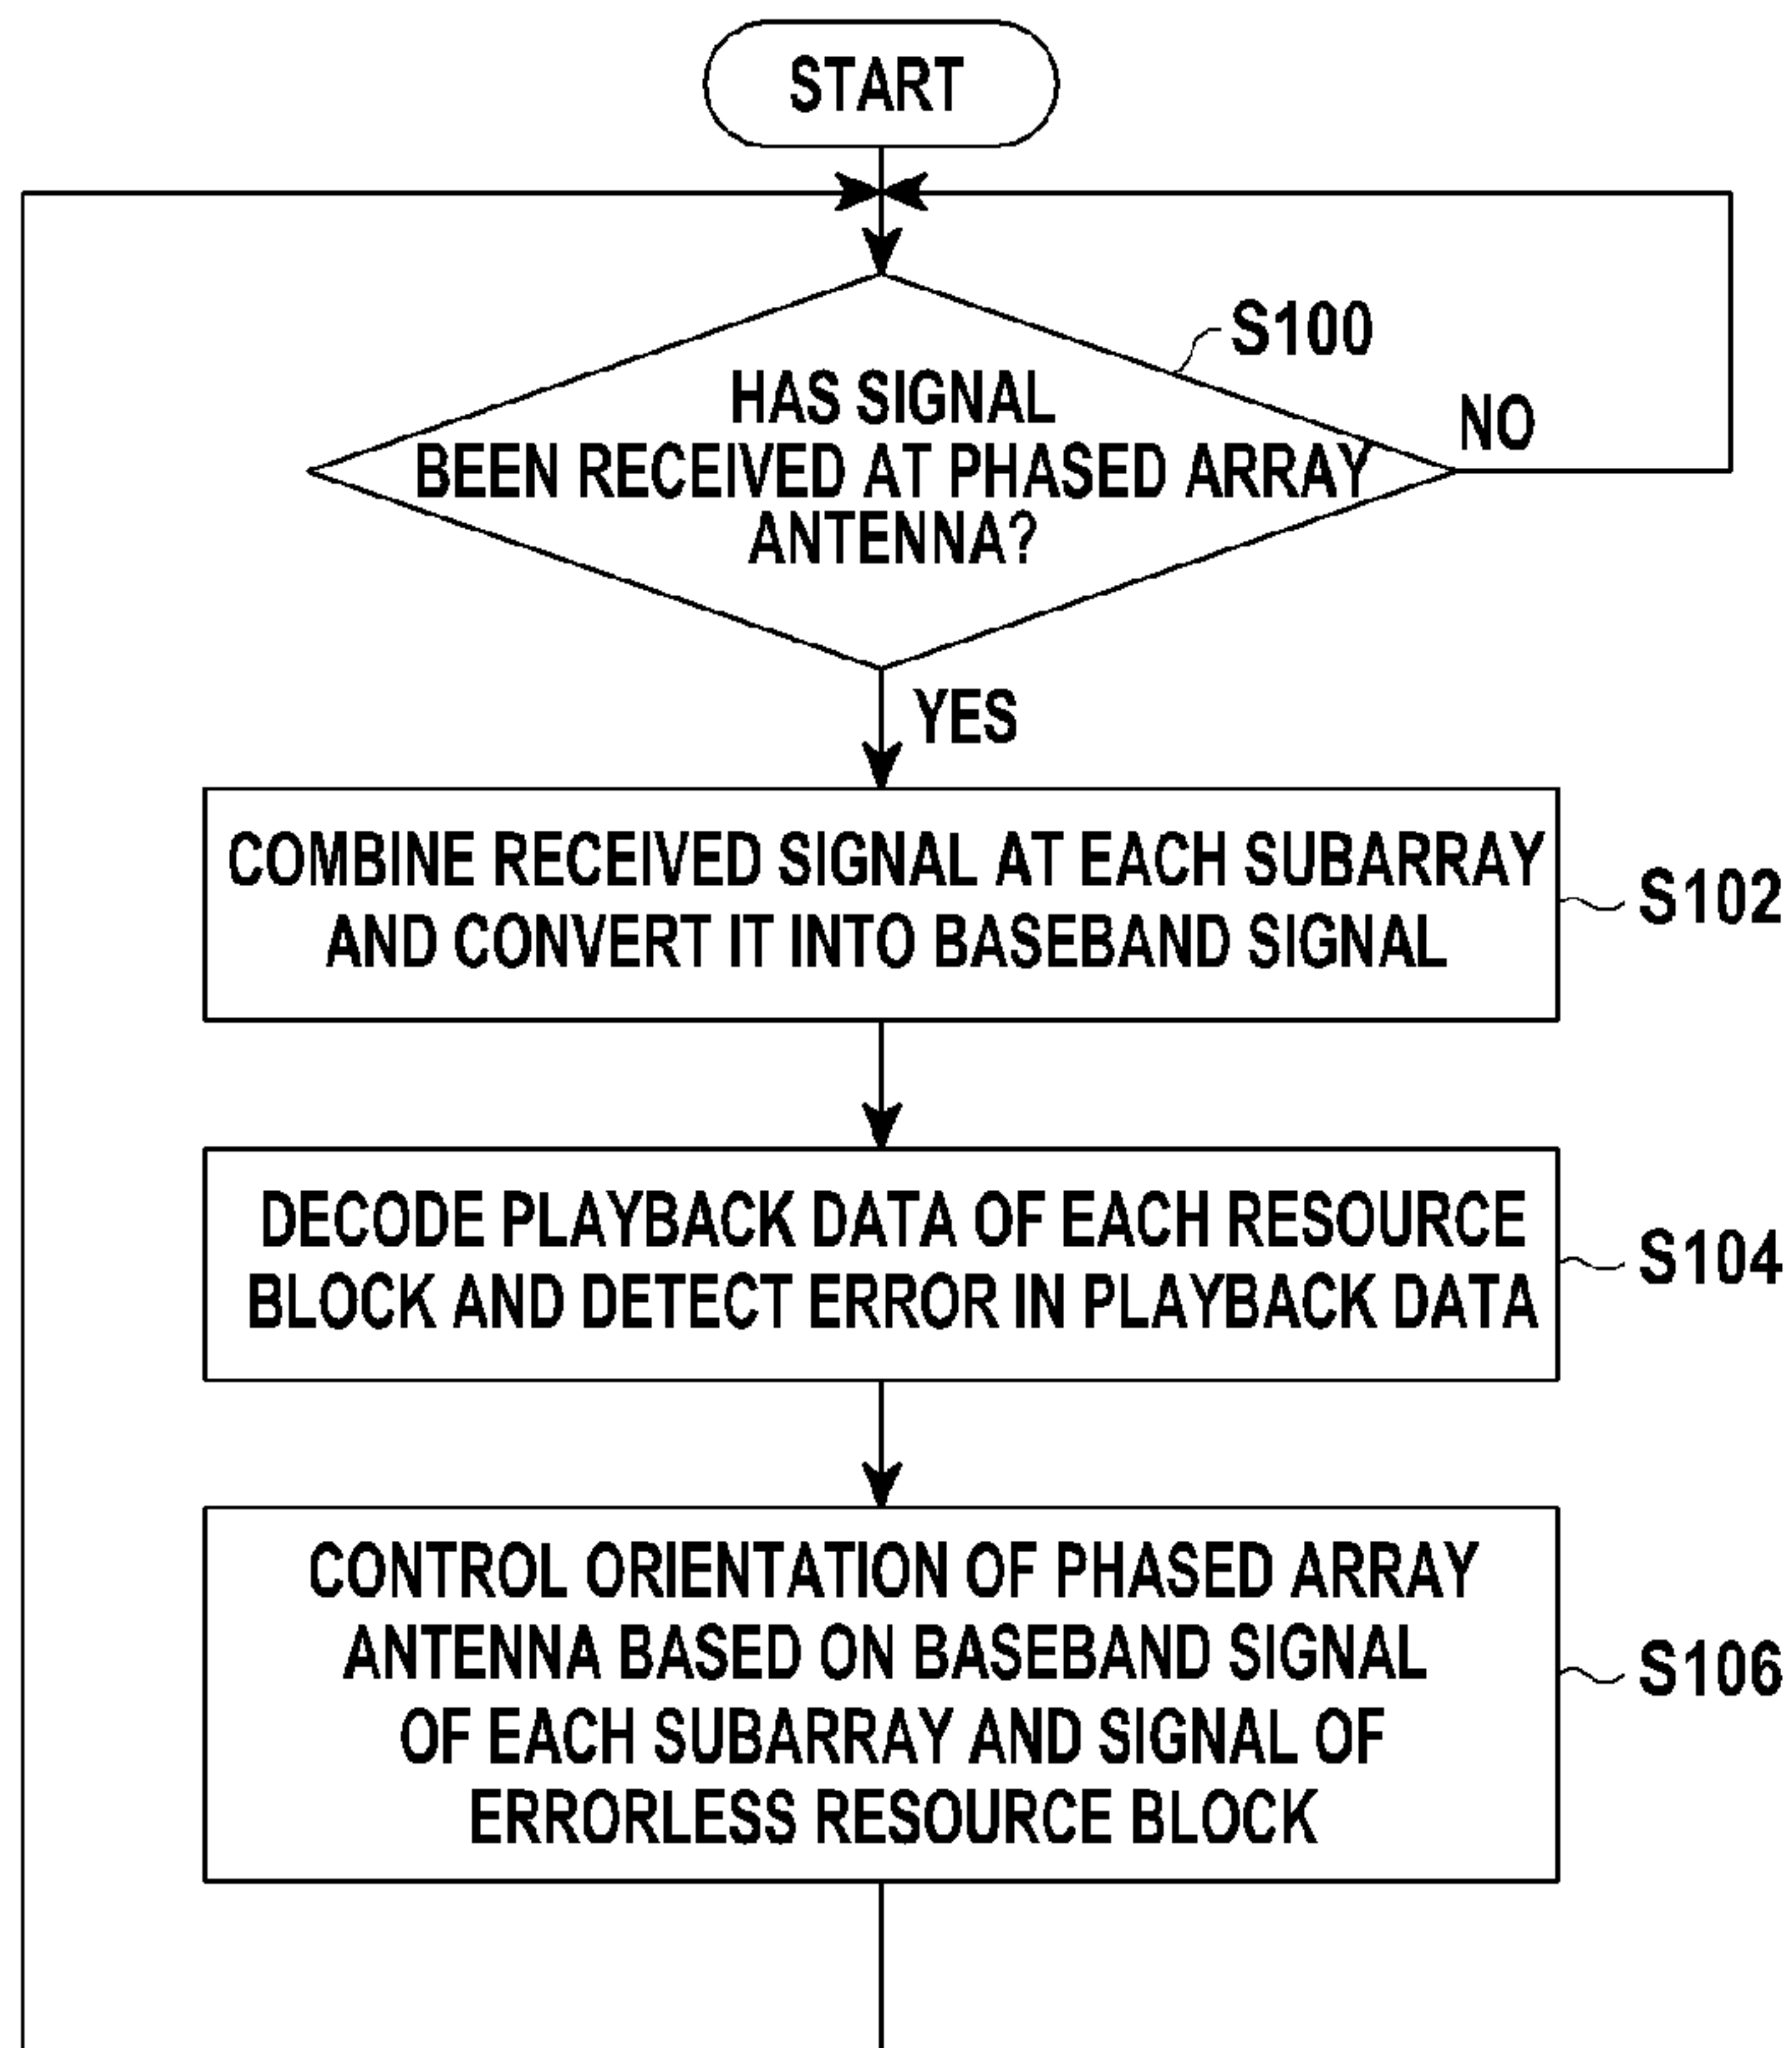 START
S100
HAS SIGNAL
BEEN RECEIVED AT PHASED ARRAY
ANTENNA?
NO
YES
COMBINE RECEIVED SIGNAL AT EACH SUBARRAY
AND CONVERT IT INTO BASEBAND SIGNAL
S102
DECODE PLAYBACK DATA OF EACH RESOURCE
BLOCK AND DETECT ERROR IN PLAYBACK DATA
S104
CONTROL ORIENTATION OF PHASED ARRAY
ANTENNA BASED ON BASEBAND SIGNAL
OF EACH SUBARRAY AND SIGNAL OF
ERRORLESS RESOURCE BLOCK
S106